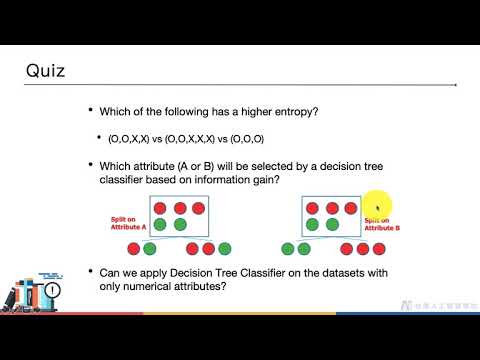 Quiz
• Which of the following has a higher entropy?
• (O,O,X,X) vs (O,O,X,X,X) vs (O,O,O)
• Which attribute (A or B) will be selected by a decision tree
classifier based on information gain?
Split on
Attribute A
Split on
Attribute B
• Can we apply Decision Tree Classifier on the datasets with
only numerical attributes?